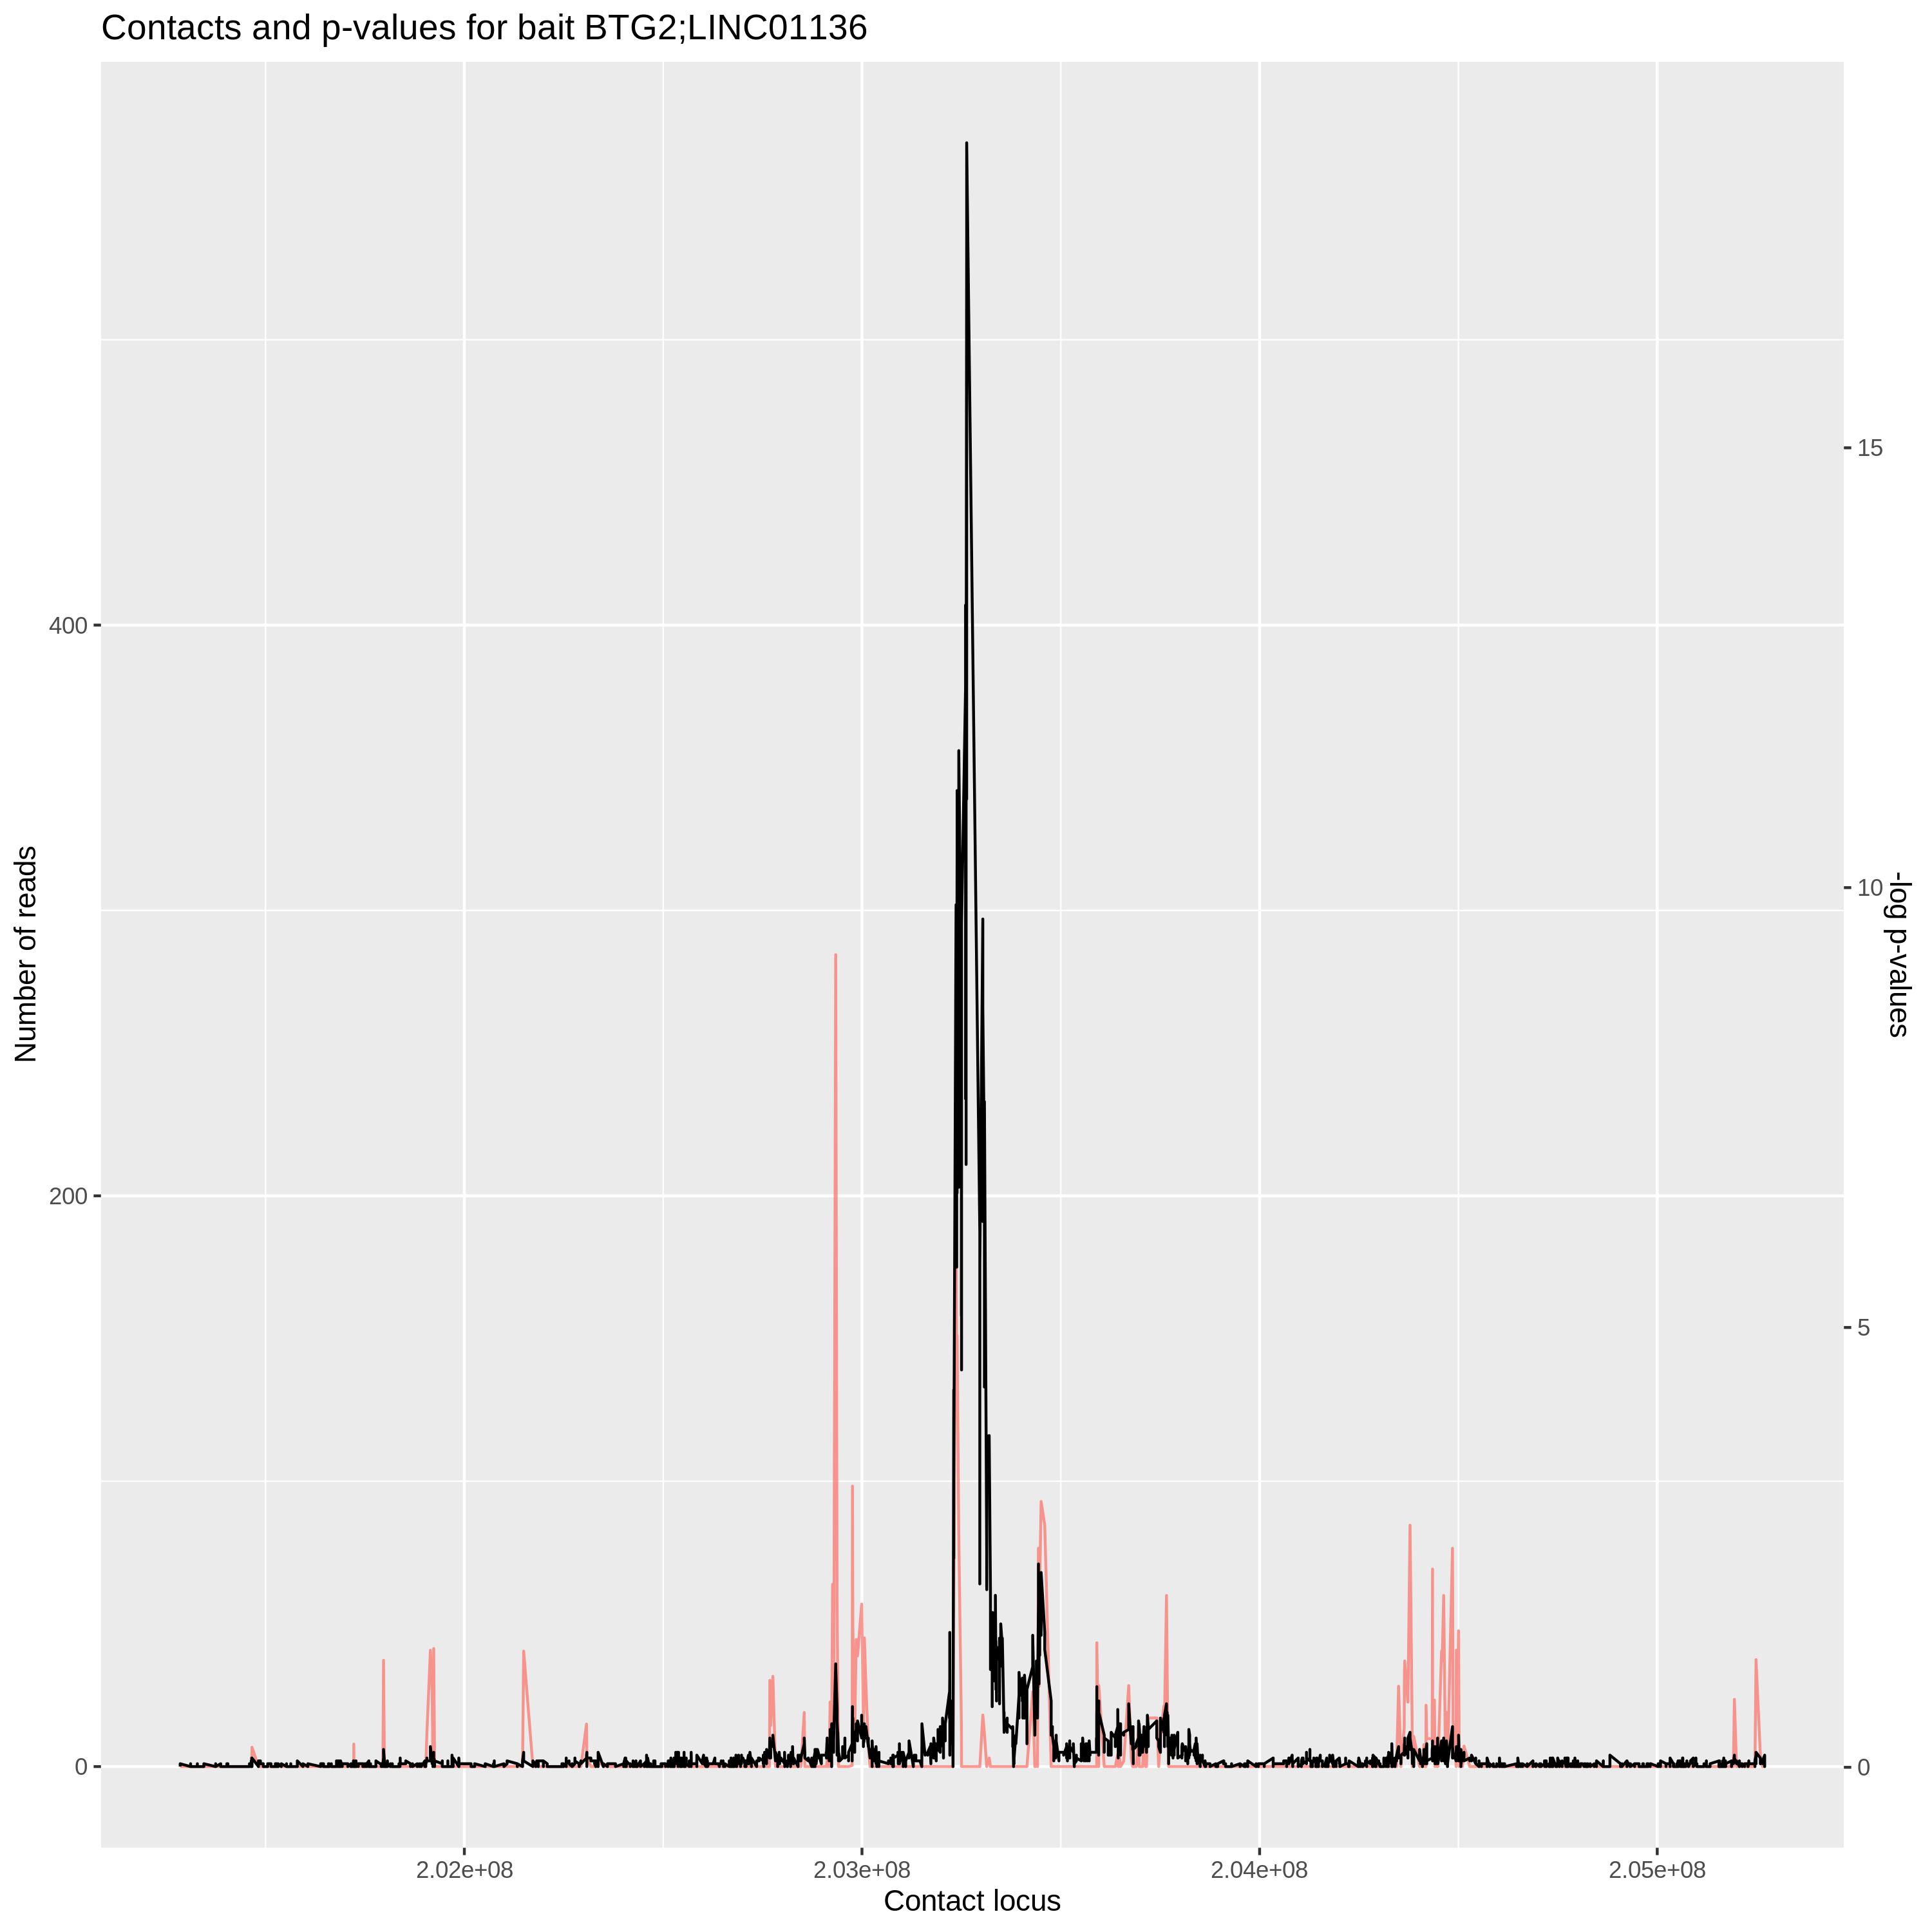 Contacts and p-values for bait BTG2;LINC01136
Number of reads
400
200
0
15
10
5
0
-log p-values
2.02e+08 2.03e+08 2.04e+08 2.05e+08
Contact locus